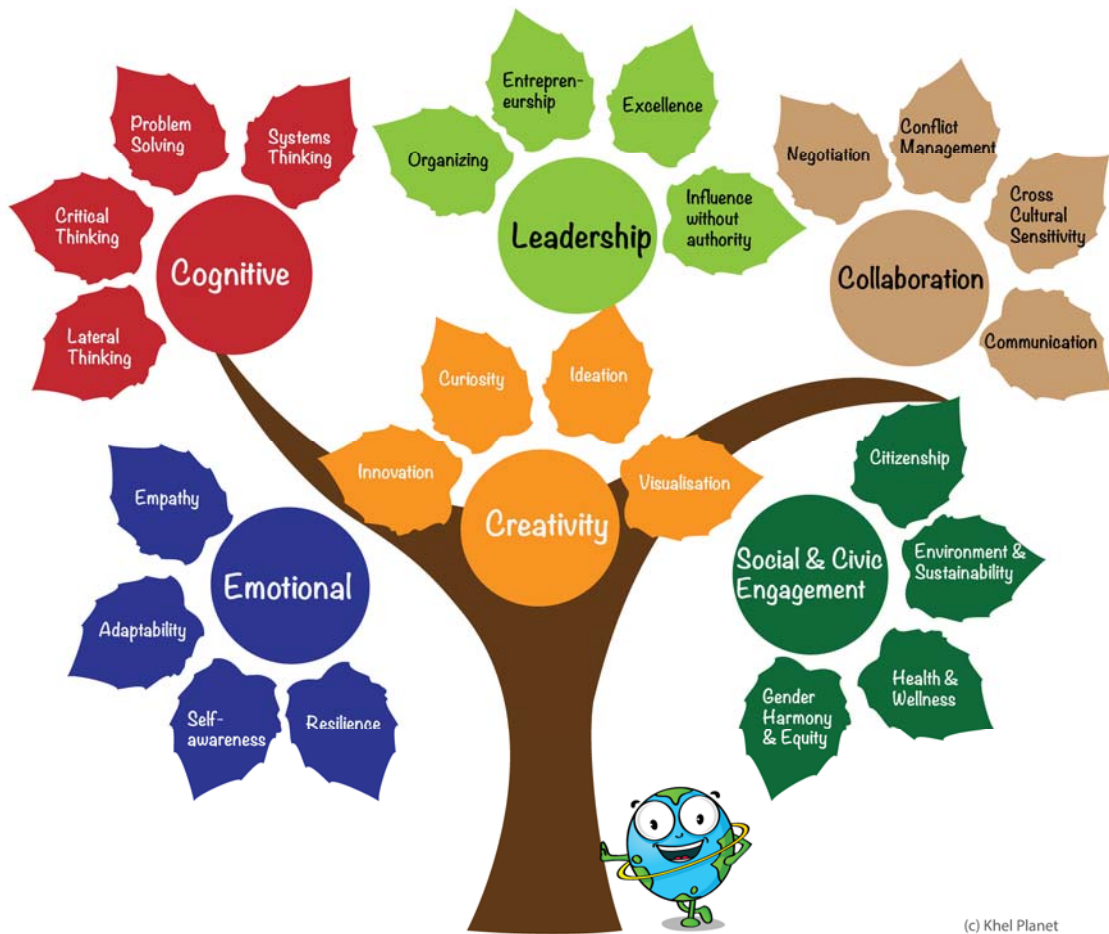 Problem
Solving
Systems
Thinking
Critical
Thinking
Lateral
Thinking
Cognitive
Entrepren-
eurship
Excellence
Organizing
Influence
without
authority
Leadership
Negotiation
Conflict
Management
Cross
Cultural
Sensitivity
Communication
Collaboration
Curiosity
Ideation
Innovation
Visualisation
Creativity
Empathy
Adaptability
Self-
awareness
Resilience
Emotional
Citizenship
Environment &
Sustainability
Health &
Wellness
Gender
Harmony
& Equity
Social & Civic
Engagement
(c) Khel Planet